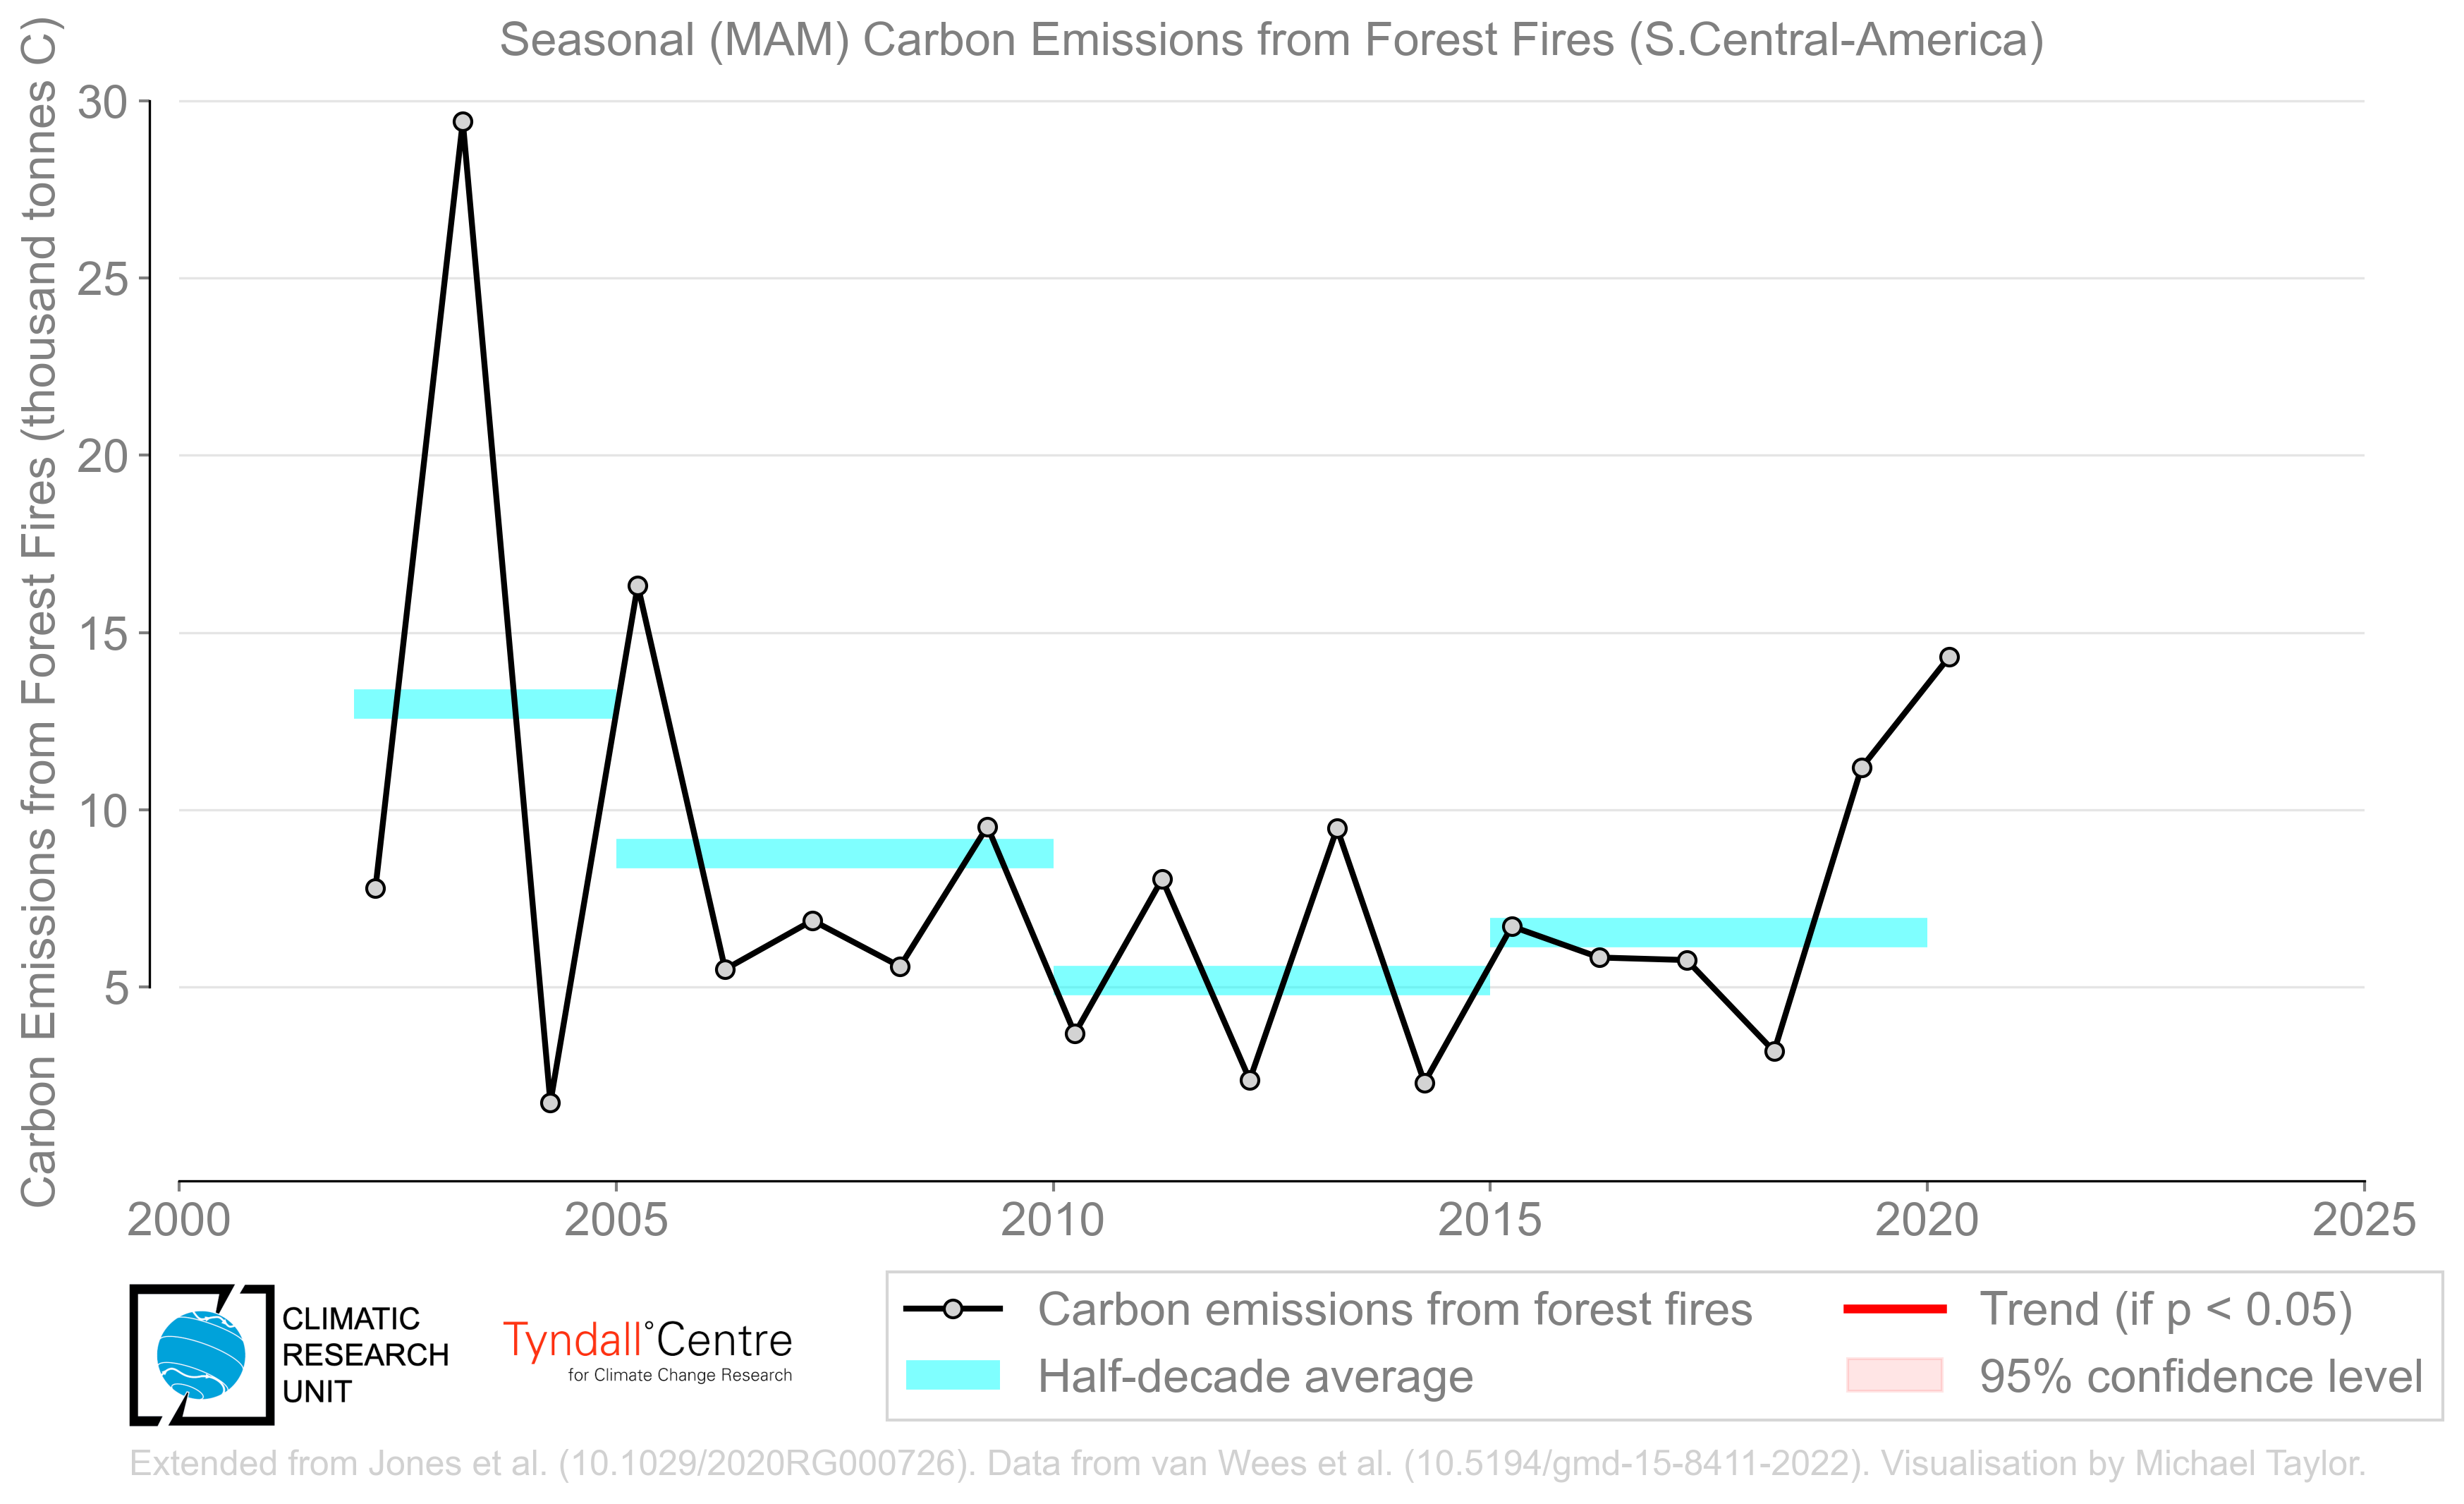 Seasonal (MAM) Carbon Emissions from Forest Fires (S.Central-America)
Carbon Emissions from Forest Fires (thousand tonnes C)
30
25
20
15
10
5
2000
2005
2010
2015
2020
2025
Carbon emissions from forest fires
Half-decade average
Trend (if p < 0.05)
95% confidence level
CLIMATIC
RESEARCH
UNIT
Tyndall°Centre
for Climate Change Research
Extended from Jones et al. (10.1029/2020RG000726). Data from van Wees et al. (10.5194/gmd-15-8411-2022). Visualisation by Michael Taylor.